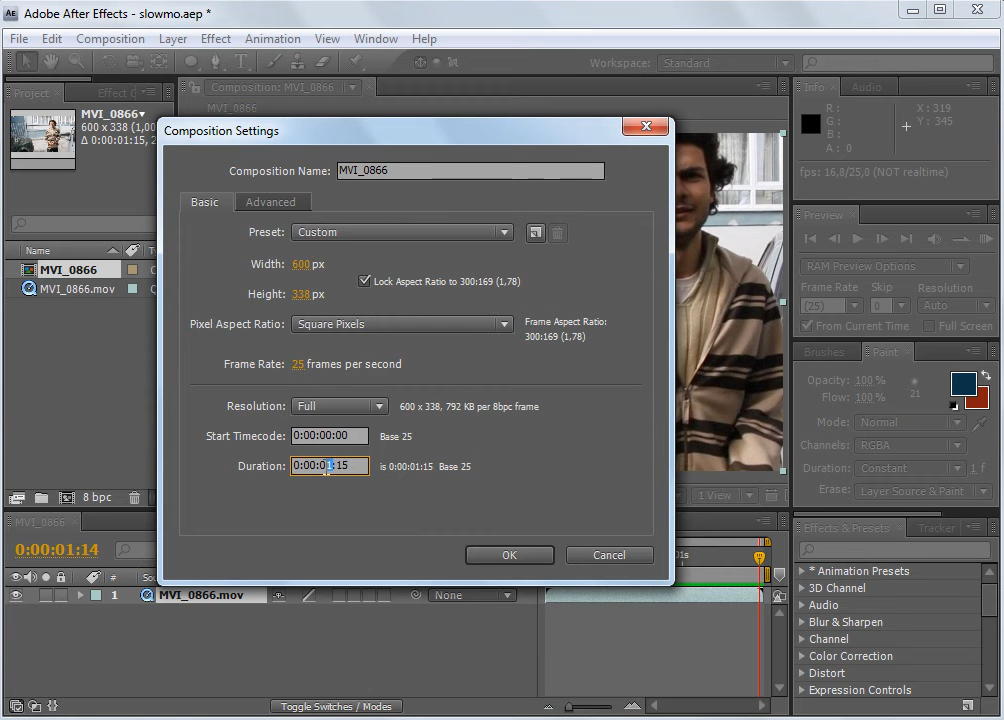 Adobe After Effects - slowmo.aep *
File Edit Composition Layer Effect Animation View Window Help
Workspace: Standard
Project
Composition: MVI_0866
Info Audio
MVI_0866
MVI_0866▾
600 x 338 (1,00
Δ 0:00:01:15, 2
Composition Settings
R :
G :
B :
A : 0
X : 319
Y : 345
fps: 16,8/25,0 (NOT realtime)
Composition Name: MVI_0866
Basic Advanced
Preset: Custom
Width: 600 px
Lock Aspect Ratio to 300:169 (1,78)
Height: 338 px
Pixel Aspect Ratio: Square Pixels
Frame Aspect Ratio:
300:169 (1,78)
Frame Rate: 25 frames per second
Resolution: Full 600 x 338, 792 KB per 8bpc frame
Start Timecode: 0:00:00:00 Base 25
Duration: 0:00:01:15 is 0:00:01:15 Base 25
OK Cancel
Preview
RAM Preview Options
Frame Rate Skip Resolution
(25) 0 Auto
From Current Time Full Screen
Brushes Paint
Opacity: 100 %
Flow: 100 %
21
Mode: Normal
Channels: RGBA
Duration: Constant 1 f
Erase: Layer Source & Paint
Name
MVI_0866
MVI_0866.mov
8 bpc
1 View
MVI_0866
0:00:01:14
#
1 MVI_0866.mov None
01s
Toggle Switches / Modes
Effects & Presets Tracker
* Animation Presets
3D Channel
Audio
Blur & Sharpen
Channel
Color Correction
Distort
Expression Controls